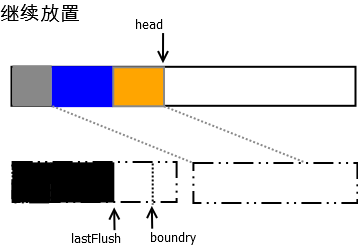 继续放置
head
lastFlush
boundry